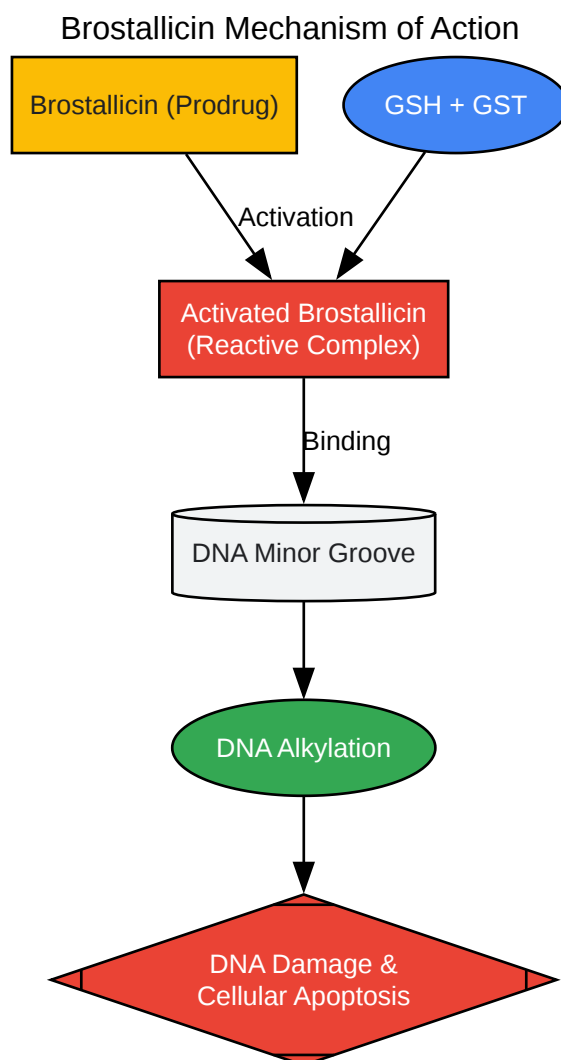 Brostallicin Mechanism of Action
Brostallicin (Prodrug)
GSH + GST
Activation
Activated Brostallicin
(Reactive Complex)
Binding
DNA Minor Groove
DNA Alkylation
DNA Damage &
Cellular Apoptosis